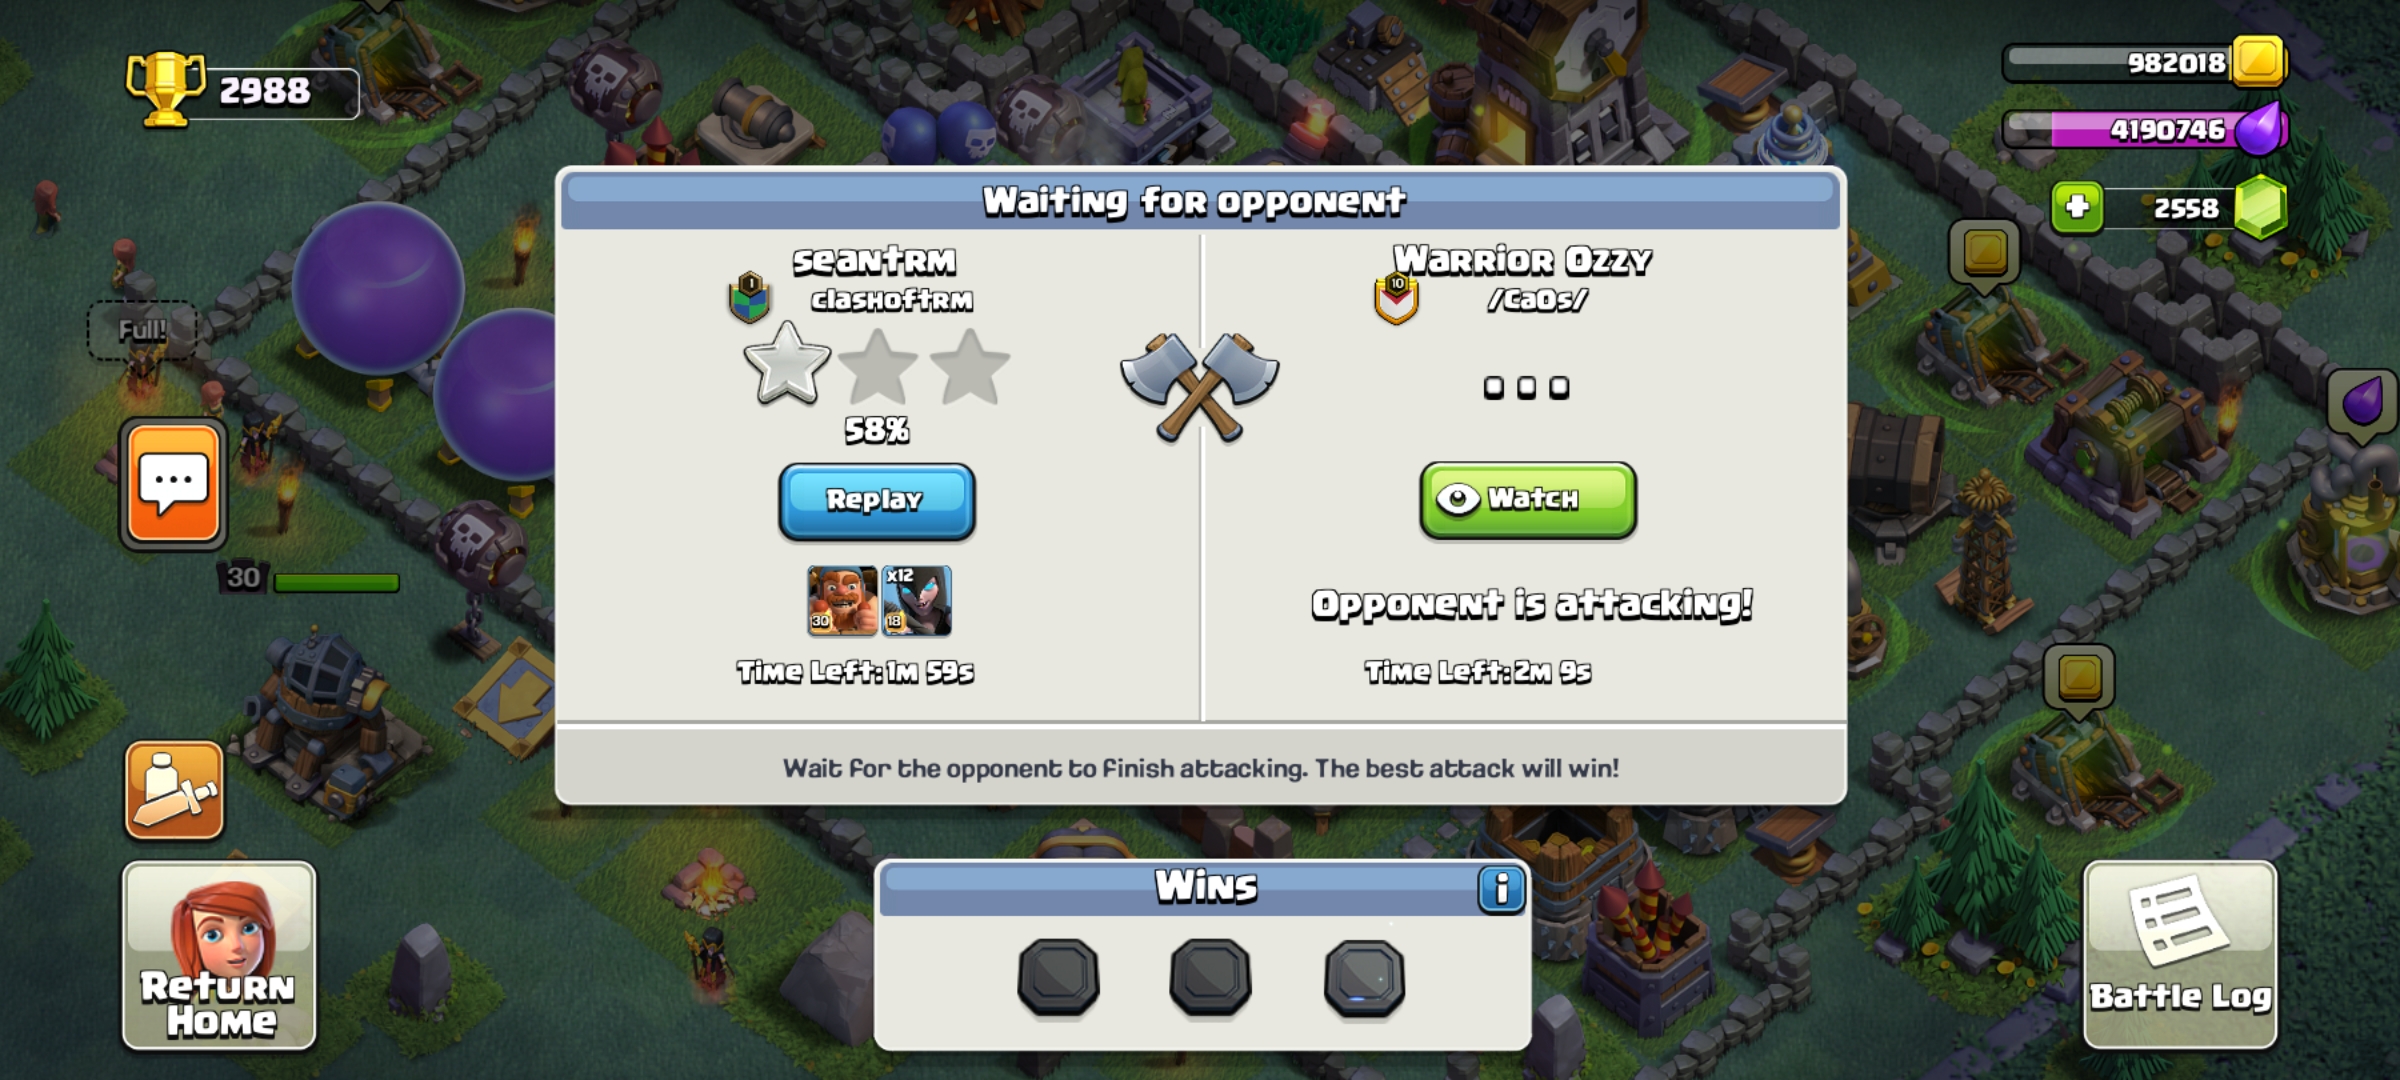 2988
982018
4190746
2558
Full!
30
Waiting for opponent
seantrm
1
clashoftrm
58%
Replay
x12
30
18
Time Left: 1m 59s
Warrior Ozzy
10
/CaOs/
...
Watch
Opponent is attacking!
Time Left: 2m 9s
Wait for the opponent to finish attacking. The best attack will win!
Wins
i
Return
Home
Battle Log